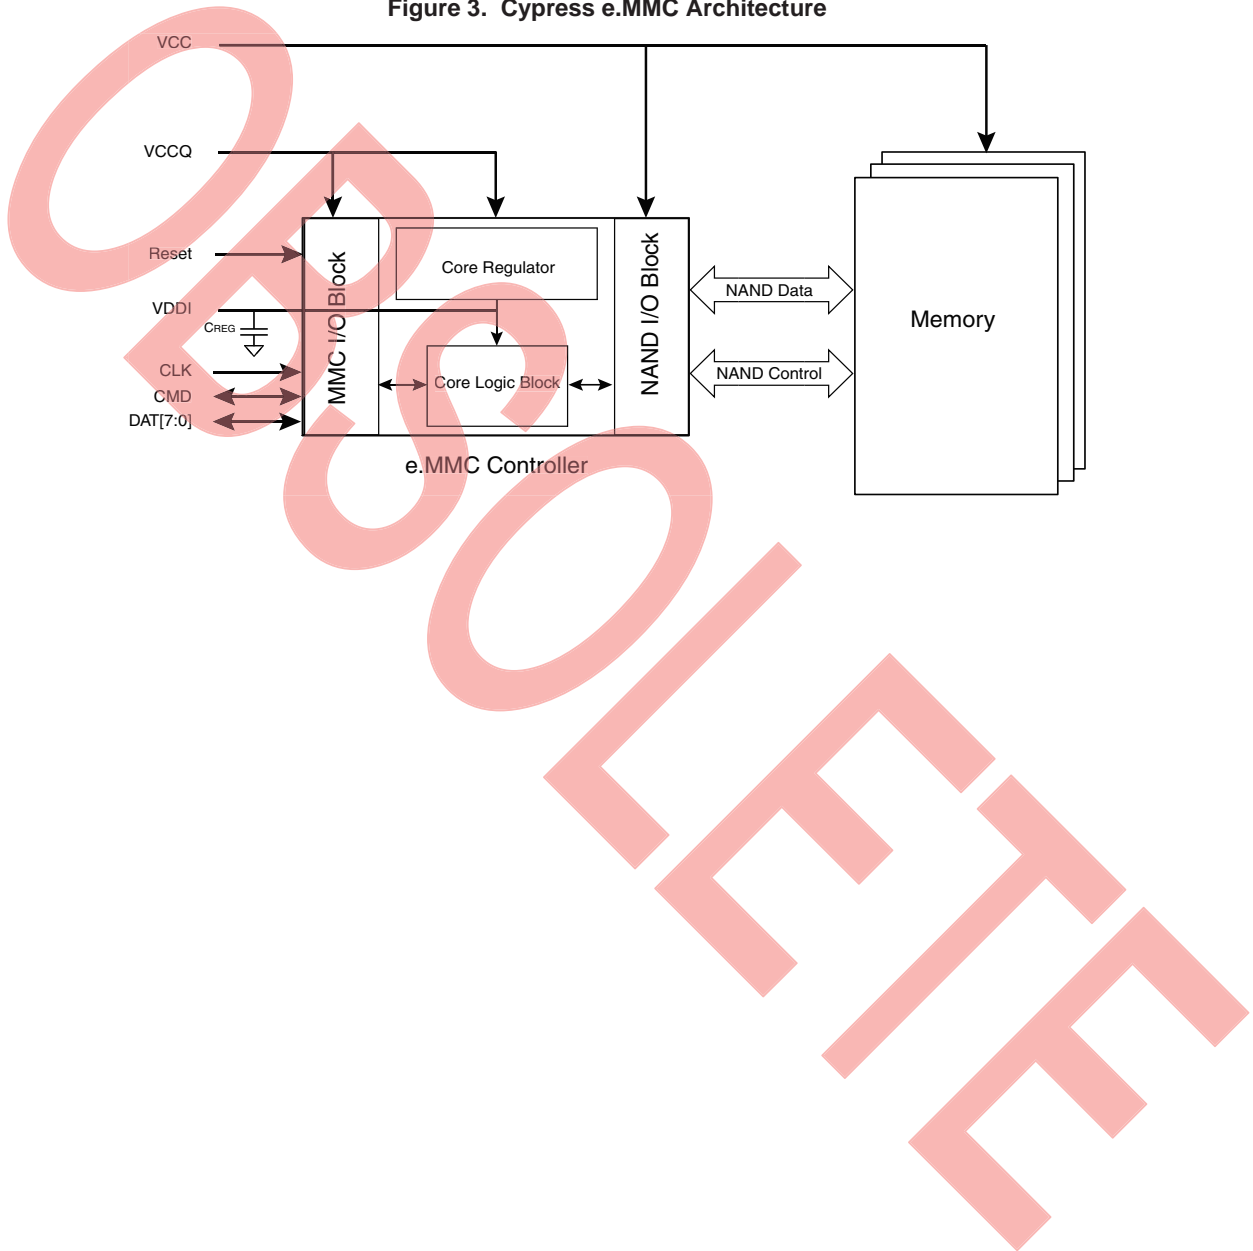 Figure 3. Cypress e.MMC Architecture
VCC
VCCQ
Reset
VDDI
CREG
CLK
CMD
DAT[7:0]
MMC I/O Block
Core Regulator
Core Logic Block
NAND I/O Block
NAND Data
NAND Control
Memory
e.MMC Controller
OBSOLETE